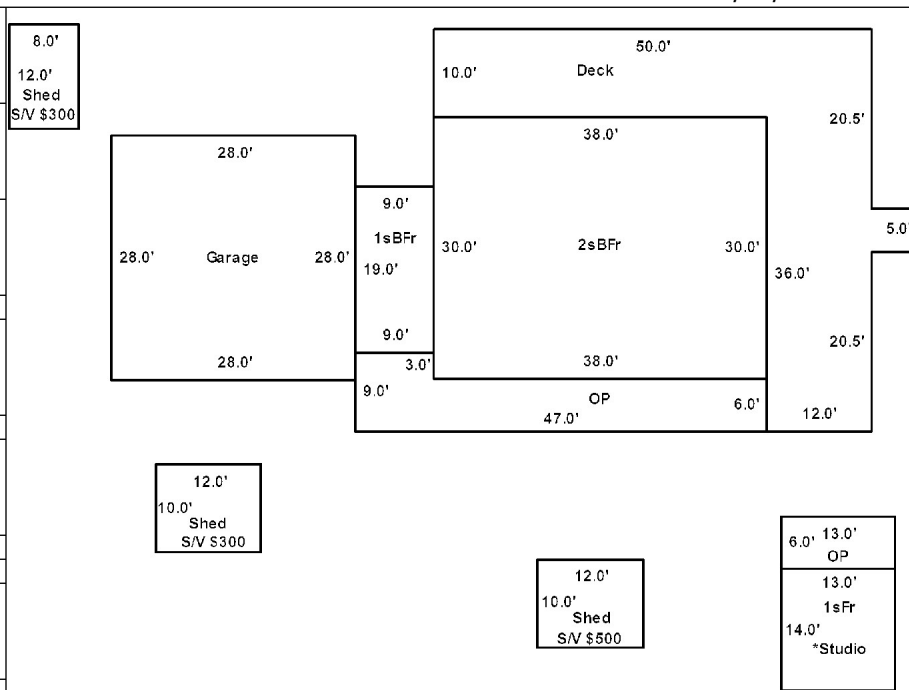 8.0'
12.0'
Shed
S/V $300
50.0'
10.0'
Deck
20.5'
38.0'
28.0'
28.0'
Garage
28.0'
28.0'
9.0'
1sBFr
19.0'
9.0'
30.0'
2sBFr
30.0'
38.0'
36.0'
5.0'
20.5'
12.0'
3.0'
9.0'
OP
47.0'
6.0'
12.0'
10.0'
Shed
S/V $300
12.0'
10.0'
Shed
S/V $500
6.0' 13.0'
OP
13.0'
1sFr
14.0'
*Studio